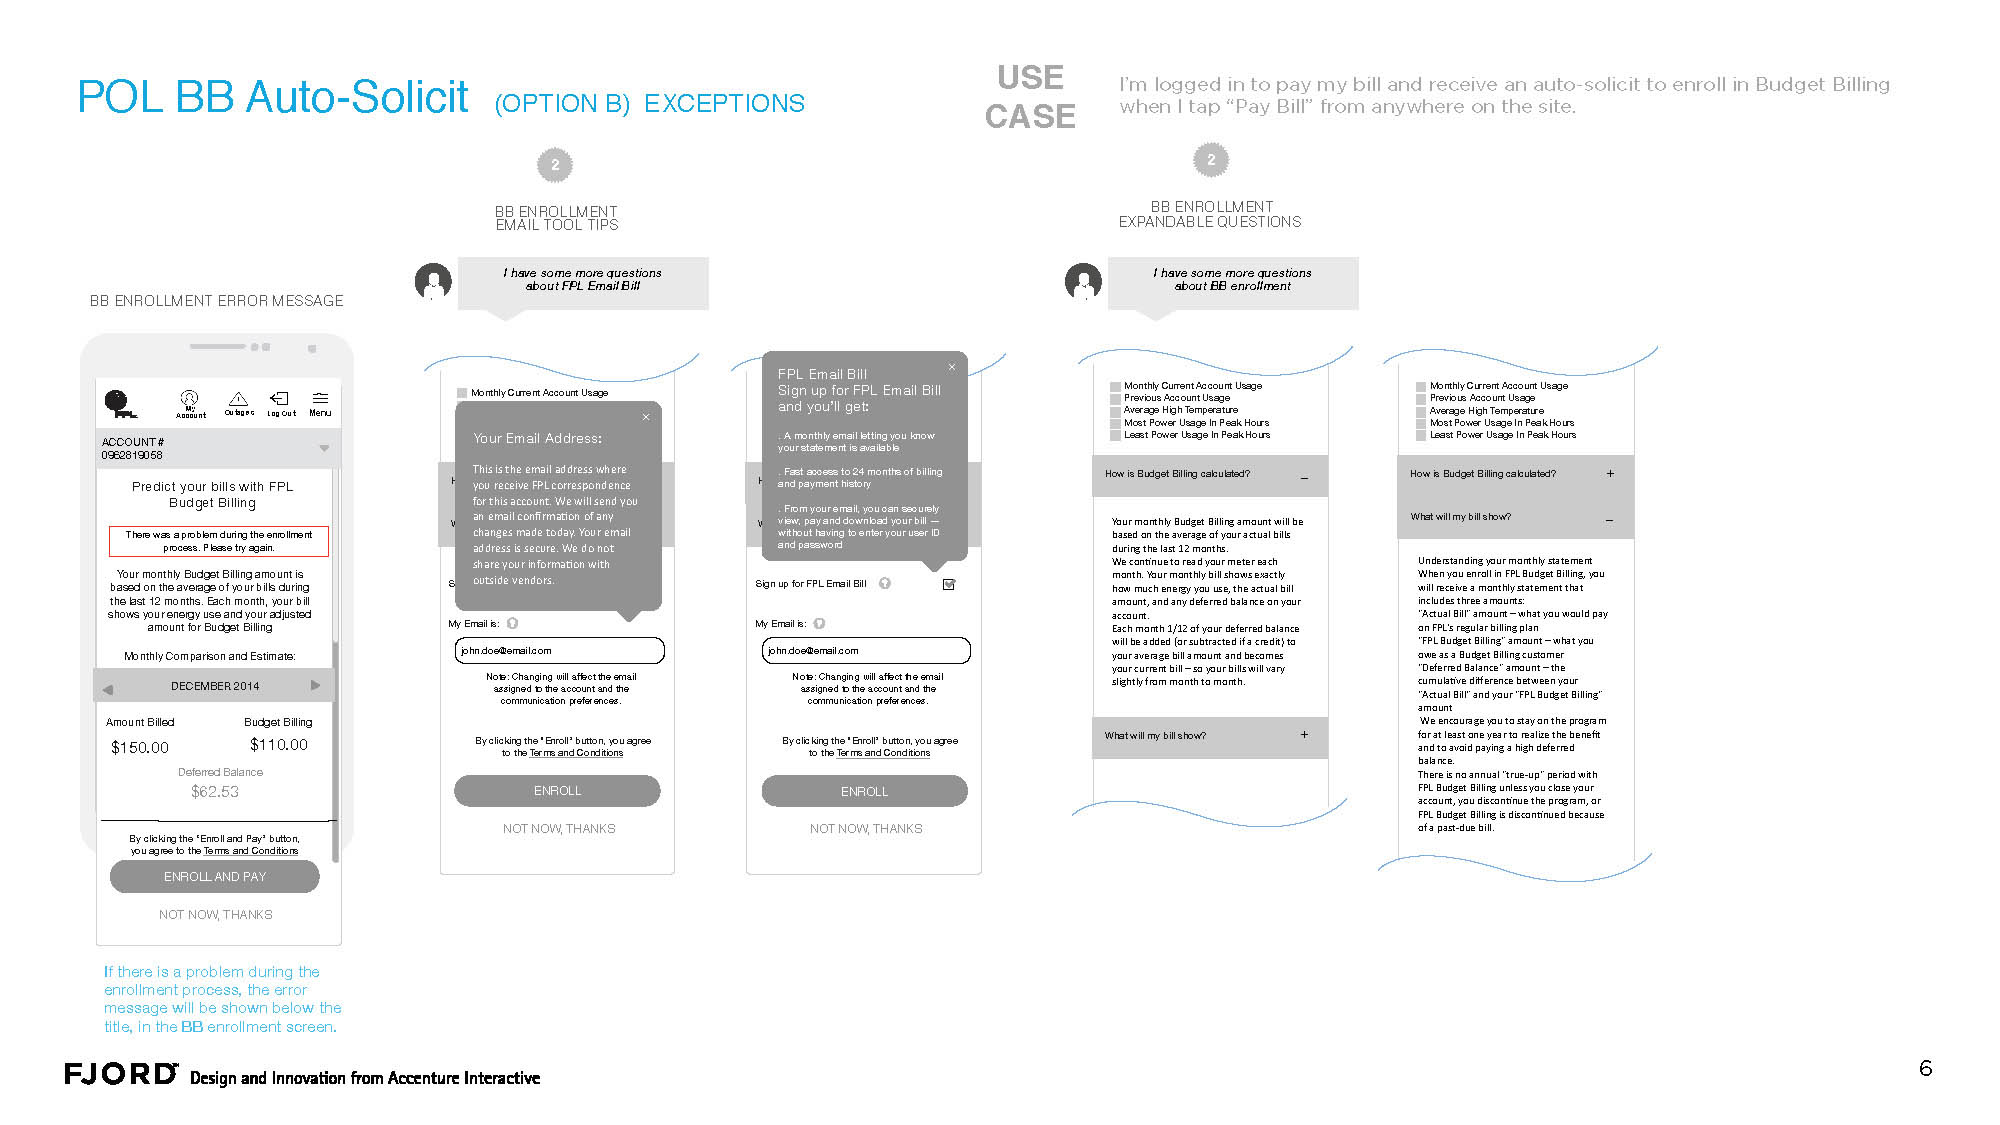 POL BB Auto-Solicit (OPTION B) EXCEPTIONS
USE
CASE
I'm logged in to pay my bill and receive an auto-solicit to enroll in Budget Billing
when I tap "Pay Bill" from anywhere on the site.
2
BB ENROLLMENT
EMAIL TOOL TIPS
2
BB ENROLLMENT
EXPANDABLE QUESTIONS
I have some more questions
about FPL Email Bill
I have some more questions
about BB enrollment
BB ENROLLMENT ERROR MESSAGE
FPL
My
Account
Outages
Log Out
Menu
ACCOUNT #
0962819058
Predict your bills with FPL
Budget Billing
There was a problem during the enrollment
process. Please try again.
Your monthly Budget Billing amount is
based on the average of your bills during
the last 12 months. Each month, your bill
shows your energy use and your adjusted
amount for Budget Billing
Monthly Comparison and Estimate:
DECEMBER 2014
Amount Billed Budget Billing
$150.00 $110.00
Deferred Balance
$62.53
By clicking the "Enroll and Pay" button,
you agree to the Terms and Conditions
ENROLL AND PAY
NOT NOW, THANKS
If there is a problem during the
enrollment process, the error
message will be shown below the
title, in the BB enrollment screen.
Monthly Current Account Usage
×
Your Email Address:
This is the email address where
you receive FPL correspondence
for this account. We will send you
an email confirmation of any
changes made today. Your email
address is secure. We do not
share your information with
outside vendors.
My Email is:
john.doe@email.com
Note: Changing will affect the email
assigned to the account and the
communication preferences.
By clicking the "Enroll" button, you agree
to the Terms and Conditions
ENROLL
NOT NOW, THANKS
×
FPL Email Bill
Sign up for FPL Email Bill
and you'll get:
. A monthly email letting you know
your statement is available
. Fast access to 24 months of billing
and payment history
. From your email, you can securely
view, pay and download your bill —
without having to enter your user ID
and password
Sign up for FPL Email Bill
My Email is:
john.doe@email.com
Note: Changing will affect the email
assigned to the account and the
communication preferences.
By clicking the "Enroll" button, you agree
to the Terms and Conditions
ENROLL
NOT NOW, THANKS
Monthly Current Account Usage
Previous Account Usage
Average High Temperature
Most Power Usage In Peak Hours
Least Power Usage In Peak Hours
How is Budget Billing calculated? –
Your monthly Budget Billing amount will be
based on the average of your actual bills
during the last 12 months.
We continue to read your meter each
month. Your monthly bill shows exactly
how much energy you use, the actual bill
amount, and any deferred balance on your
account.
Each month 1/12 of your deferred balance
will be added (or subtracted if a credit) to
your average bill amount and becomes
your current bill – so your bills will vary
slightly from month to month.
What will my bill show? +
Monthly Current Account Usage
Previous Account Usage
Average High Temperature
Most Power Usage In Peak Hours
Least Power Usage In Peak Hours
How is Budget Billing calculated? +
What will my bill show? –
Understanding your monthly statement
When you enroll in FPL Budget Billing, you
will receive a monthly statement that
includes three amounts:
"Actual Bill" amount – what you would pay
on FPL's regular billing plan
"FPL Budget Billing" amount – what you
owe as a Budget Billing customer
"Deferred Balance" amount – the
cumulative difference between your
"Actual Bill" and your "FPL Budget Billing"
amount
We encourage you to stay on the program
for at least one year to realize the benefit
and to avoid paying a high deferred
balance.
There is no annual "true-up" period with
FPL Budget Billing unless you close your
account, you discontinue the program, or
FPL Budget Billing is discontinued because
of a past-due bill.
FJORD Design and Innovation from Accenture Interactive
6